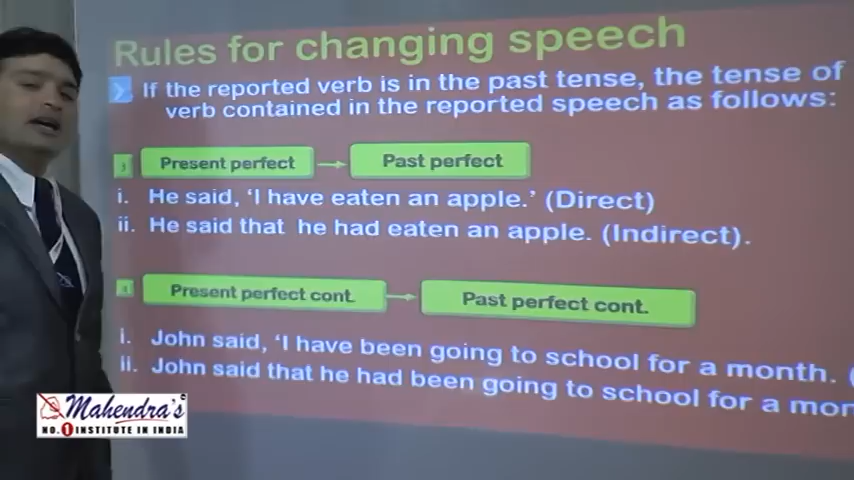 Rules for changing speech
If the reported verb is in the past tense, the tense of
verb contained in the reported speech as follows:
3 Present perfect → Past perfect
i. He said, 'I have eaten an apple.' (Direct)
ii. He said that he had eaten an apple. (Indirect).
4 Present perfect cont. → Past perfect cont.
i. John said, 'I have been going to school for a month. (
ii. John said that he had been going to school for a mon
Mahendra's
NO. 1 INSTITUTE IN INDIA